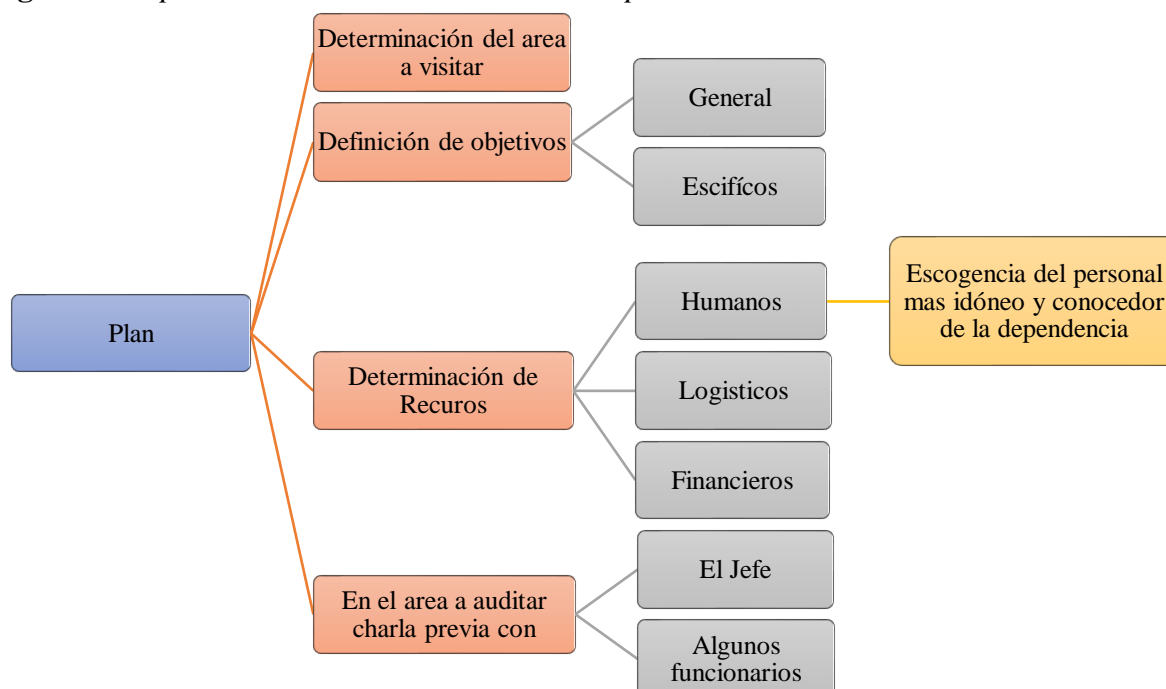 Determinación del area
a visitar
Definición de objetivos
General
Escifícos
Plan
Determinación de
Recuros
Humanos
Escogencia del personal
mas idóneo y conocedor
de la dependencia
Logisticos
Financieros
En el area a auditar
charla previa con
El Jefe
Algunos
funcionarios